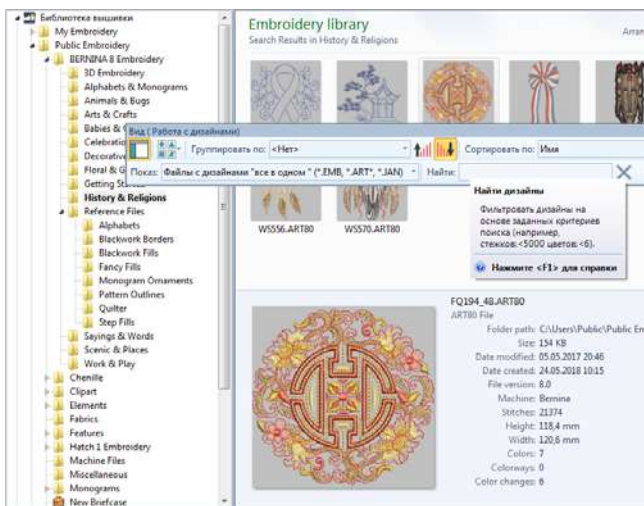 Библиотека вышивки
My Embroidery
Public Embroidery
BERNINA 8 Embroidery
3D Embroidery
Alphabets & Monograms
Animals & Bugs
Arts & Crafts
Babies &
Celebration
Decorative
Floral & G
Getting Star
History & Religions
Reference Files
Alphabets
Blackwork Borders
Blackwork Fills
Fancy Fills
Monogram Ornaments
Pattern Outlines
Quilter
Step Fills
Sayings & Words
Scenic & Places
Work & Play
Chenille
Clipart
Elements
Fabrics
Features
Hatch 1 Embroidery
Machine Files
Miscellaneous
Monograms
New Briefcase
Embroidery library
Search Results in History & Religions
Arran
Вид ( Работа с дизайнами)
Группировать по: <Нет>
Сортировать по: Имя
Показ: Файлы с дизайнами "все в одном " (*.EMB, *.ART*, *.JAN)
Найти:
Найти дизайны
Фильтровать дизайны на
основе заданных критериев
поиска (например,
стежков:<5000 цветов:<6).
Нажмите <F1> для справки
WS556.ART80
WS570.ART80
FQ194_48.ART80
ART80 File
Folder path: C:\Users\Public\Public En
Size: 154 KB
Date modified: 05.05.2017 20:46
Date created: 24.05.2018 10:15
File version: 8.0
Machine: Bernina
Stitches: 21374
Height: 118,4 mm
Width: 120,6 mm
Colors: 7
Colorways: 0
Color changes: 6